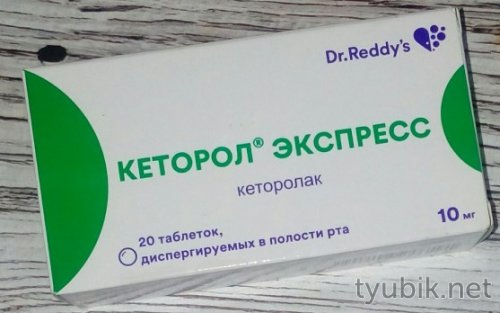 Dr.Reddy's
КЕТОРОЛ® ЭКСПРЕСС
кеторолак
20 таблеток,
диспергируемых в полости рта
10 мг
tyubik.net